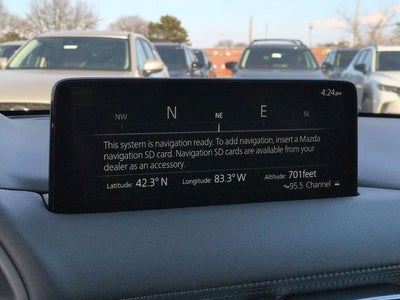 4:24pm
NW N NE E SE
This system is navigation ready. To add navigation, insert a Mazda
navigation SD card. Navigation SD cards are available from your
dealer as an accessory.
Latitude: 42.3° N Longitude: 83.3° W Altitude: 701feet
95.5 Channel